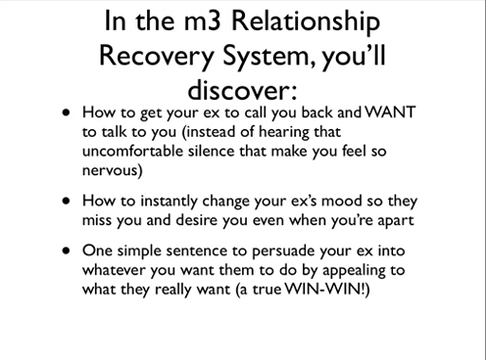 In the m3 Relationship
Recovery System, you'll
discover:
• How to get your ex to call you back and WANT
to talk to you (instead of hearing that
uncomfortable silence that make you feel so
nervous)
• How to instantly change your ex's mood so they
miss you and desire you even when you're apart
• One simple sentence to persuade your ex into
whatever you want them to do by appealing to
what they really want (a true WIN-WIN!)